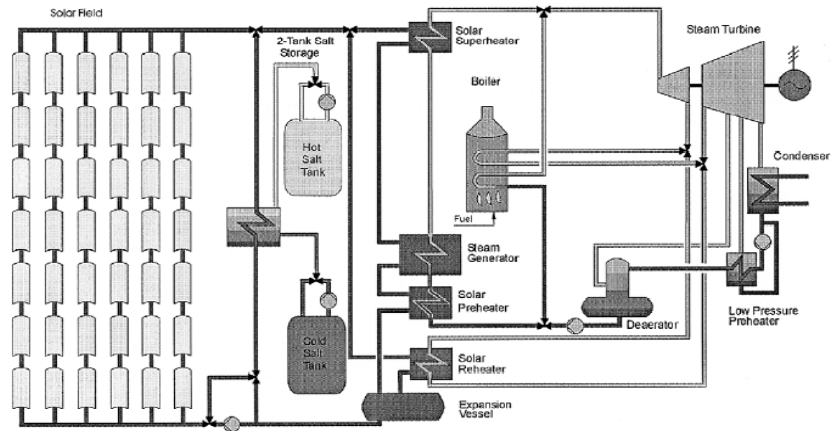 Solar Field
2-Tank Salt
Storage
Hot
Salt
Tank
Cold
Salt
Tank
Solar
Superheater
Boiler
Fuel
Steam
Generator
Solar
Preheater
Solar
Reheater
Expansion
Vessel
Steam Turbine
Condenser
Low Pressure
Preheater
Deaerator